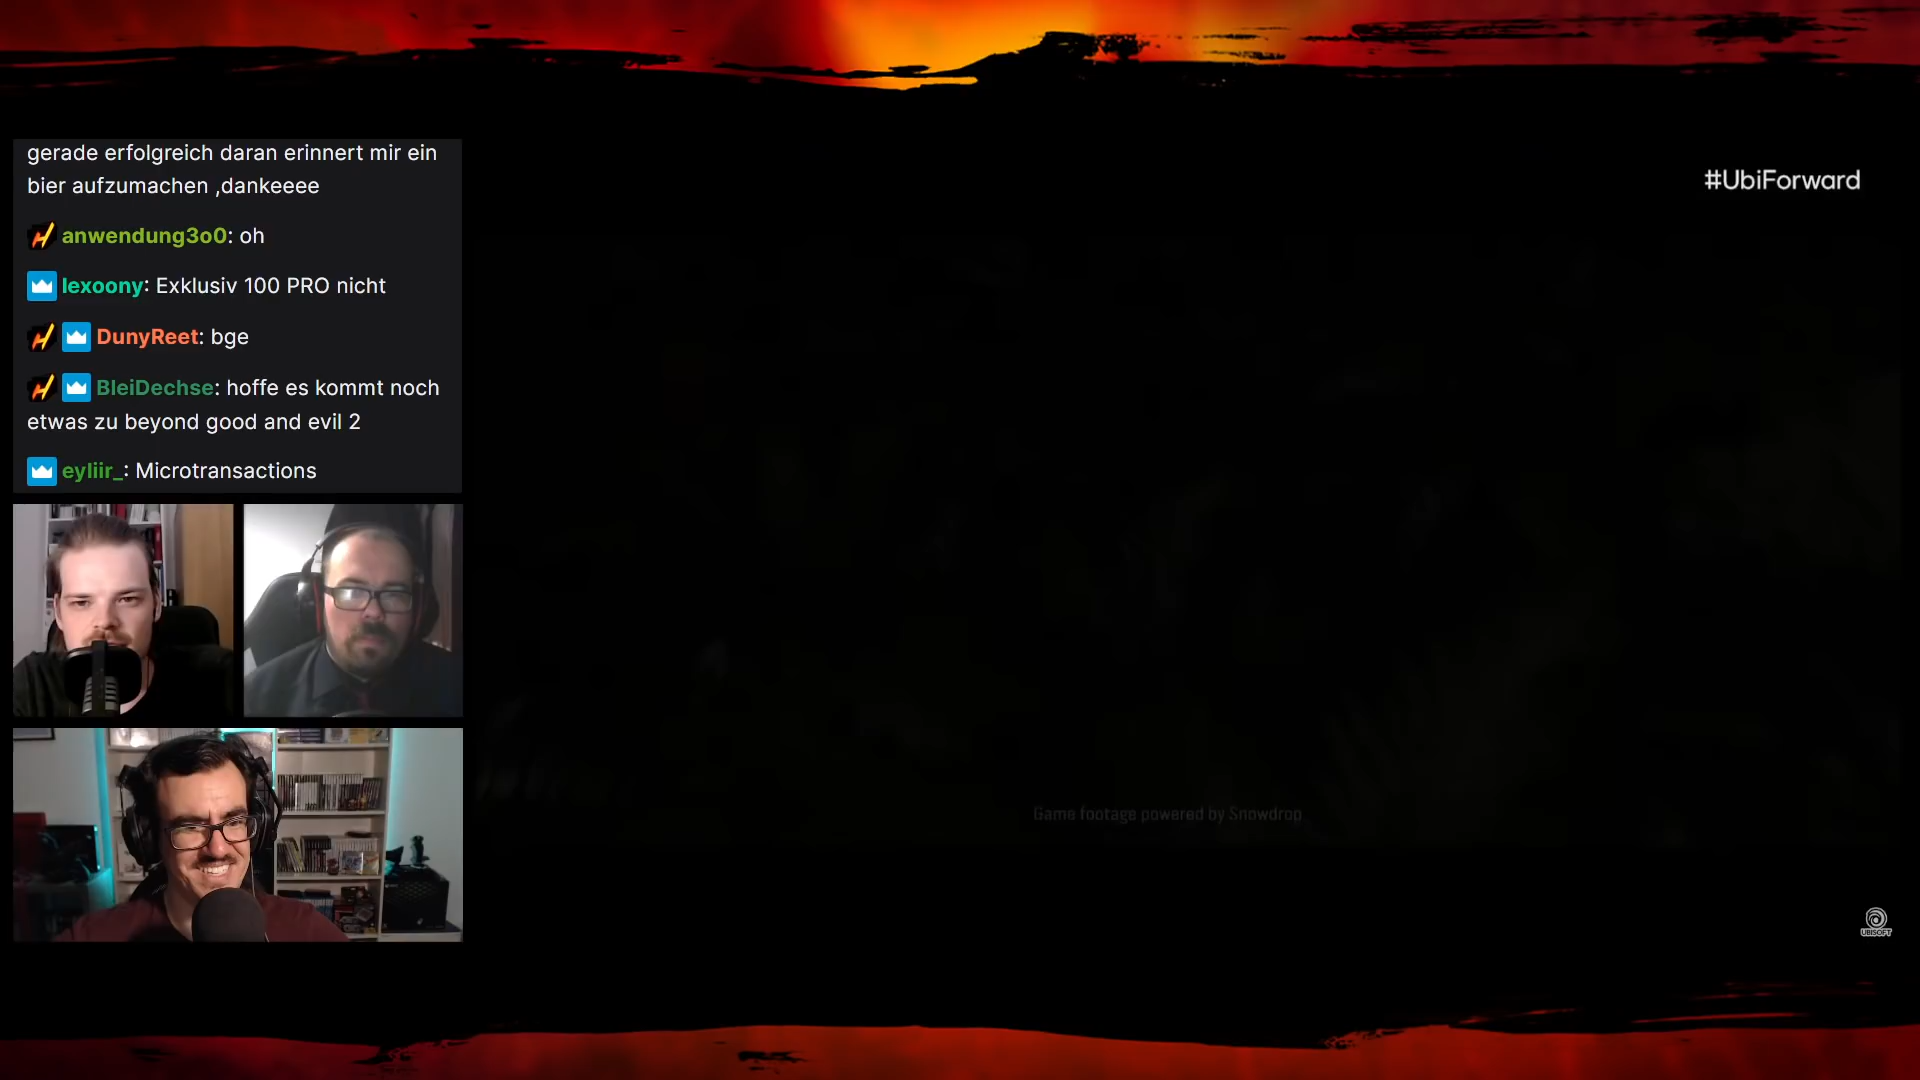 gerade erfolgreich daran erinnert mir ein
bier aufzumachen ,dankeeee
anwendung3o0: oh
lexoony: Exklusiv 100 PRO nicht
DunyReet: bge
BleiDechse: hoffe es kommt noch
etwas zu beyond good and evil 2
eyliir_: Microtransactions
#UbiForward
Game footage powered by Snowdrop
UBISOFT